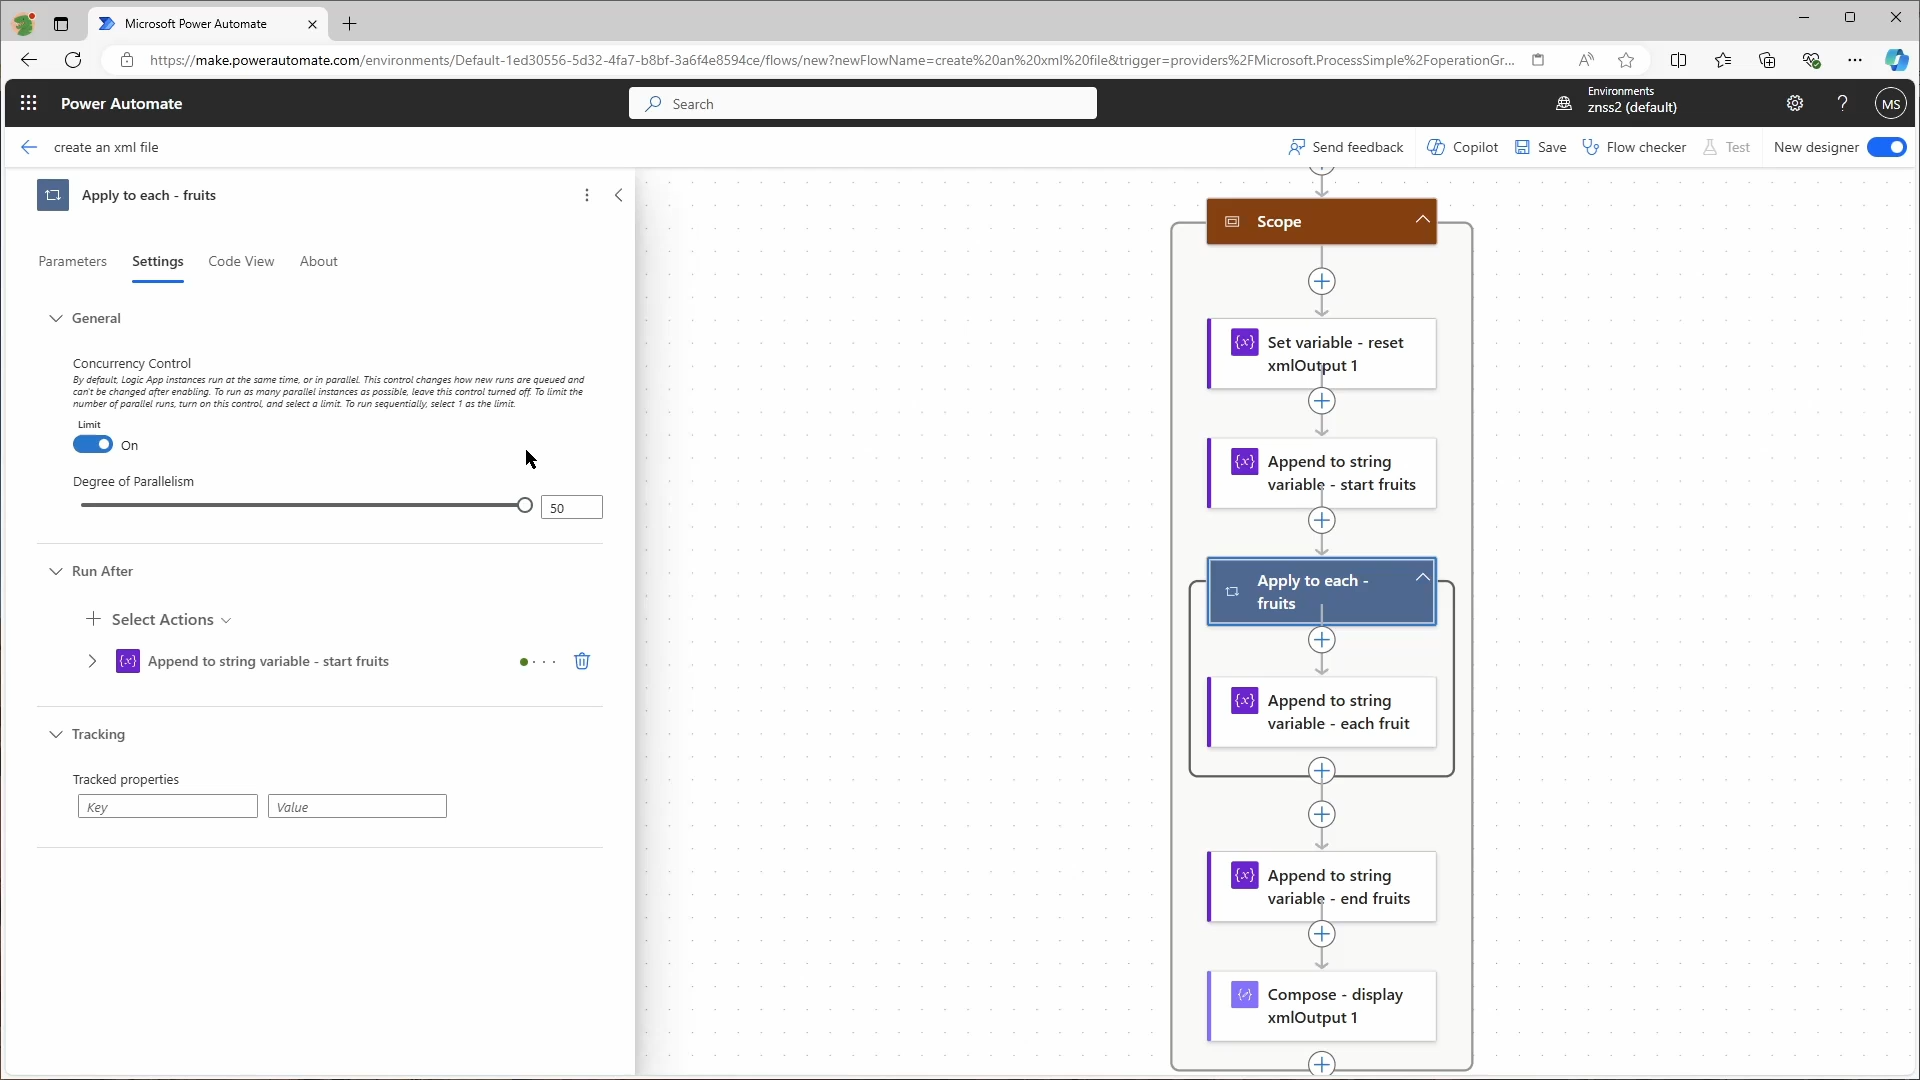 Microsoft Power Automate
https://make.powerautomate.com/environments/Default-1ed30556-5d32-4fa7-b8bf-3a6f4e8594ce/flows/new?newFlowName=create%20an%20xml%20file&trigger=providers%2FMicrosoft.ProcessSimple%2FoperationGr...
Power Automate
Search
Environments
znss2 (default)
MS
create an xml file
Send feedback
Copilot
Save
Flow checker
Test
New designer
Apply to each - fruits
Parameters
Settings
Code View
About
General
Concurrency Control
By default, Logic App instances run at the same time, or in parallel. This control changes how new runs are queued and
can't be changed after enabling. To run as many parallel instances as possible, leave this control turned off. To limit the
number of parallel runs, turn on this control, and select a limit. To run sequentially, select 1 as the limit.
Limit
On
Degree of Parallelism
50
Run After
Select Actions
{x} Append to string variable - start fruits
Tracking
Tracked properties
Key
Value
Scope
{x} Set variable - reset
xmlOutput 1
{x} Append to string
variable - start fruits
Apply to each -
fruits
{x} Append to string
variable - each fruit
{x} Append to string
variable - end fruits
Compose - display
xmlOutput 1